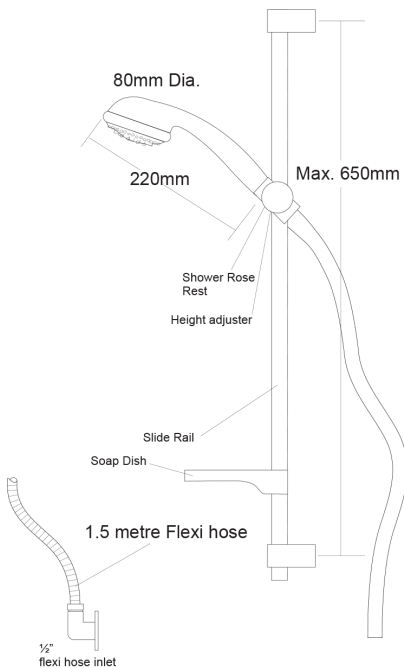 80mm Dia.
220mm
Max. 650mm
Shower Rose
Rest
Height adjuster
Slide Rail
Soap Dish
1.5 metre Flexi hose
½”
flexi hose inlet